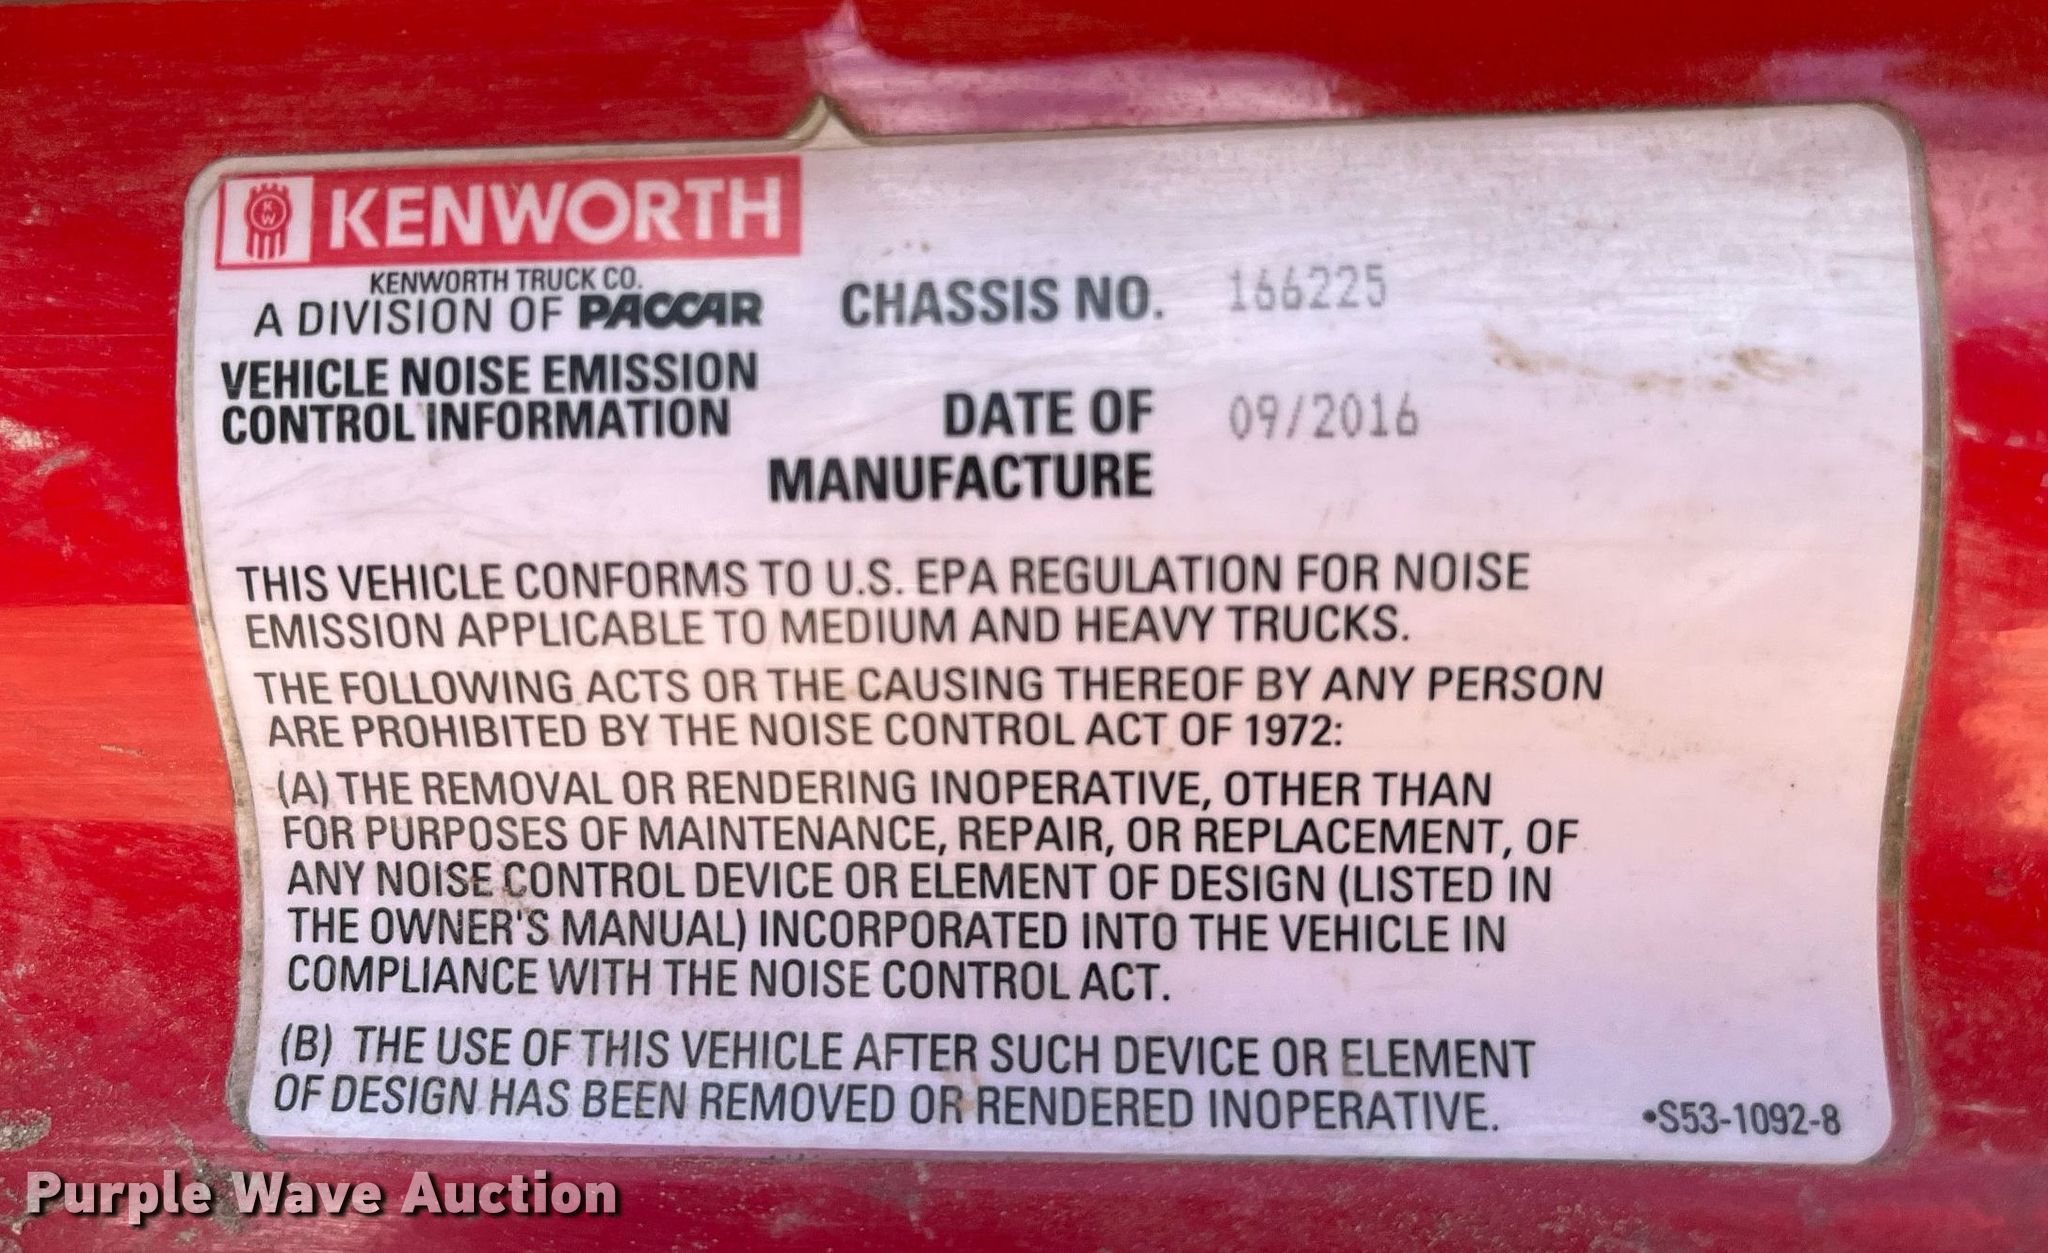 KENWORTH
KENWORTH TRUCK CO.
A DIVISION OF PACCAR
VEHICLE NOISE EMISSION
CONTROL INFORMATION
CHASSIS NO. 166225
DATE OF 09/2016
MANUFACTURE
THIS VEHICLE CONFORMS TO U.S. EPA REGULATION FOR NOISE
EMISSION APPLICABLE TO MEDIUM AND HEAVY TRUCKS.
THE FOLLOWING ACTS OR THE CAUSING THEREOF BY ANY PERSON
ARE PROHIBITED BY THE NOISE CONTROL ACT OF 1972:
(A) THE REMOVAL OR RENDERING INOPERATIVE, OTHER THAN
FOR PURPOSES OF MAINTENANCE, REPAIR, OR REPLACEMENT, OF
ANY NOISE CONTROL DEVICE OR ELEMENT OF DESIGN (LISTED IN
THE OWNER'S MANUAL) INCORPORATED INTO THE VEHICLE IN
COMPLIANCE WITH THE NOISE CONTROL ACT.
(B) THE USE OF THIS VEHICLE AFTER SUCH DEVICE OR ELEMENT
OF DESIGN HAS BEEN REMOVED OR RENDERED INOPERATIVE.
•S53-1092-8
Purple Wave Auction